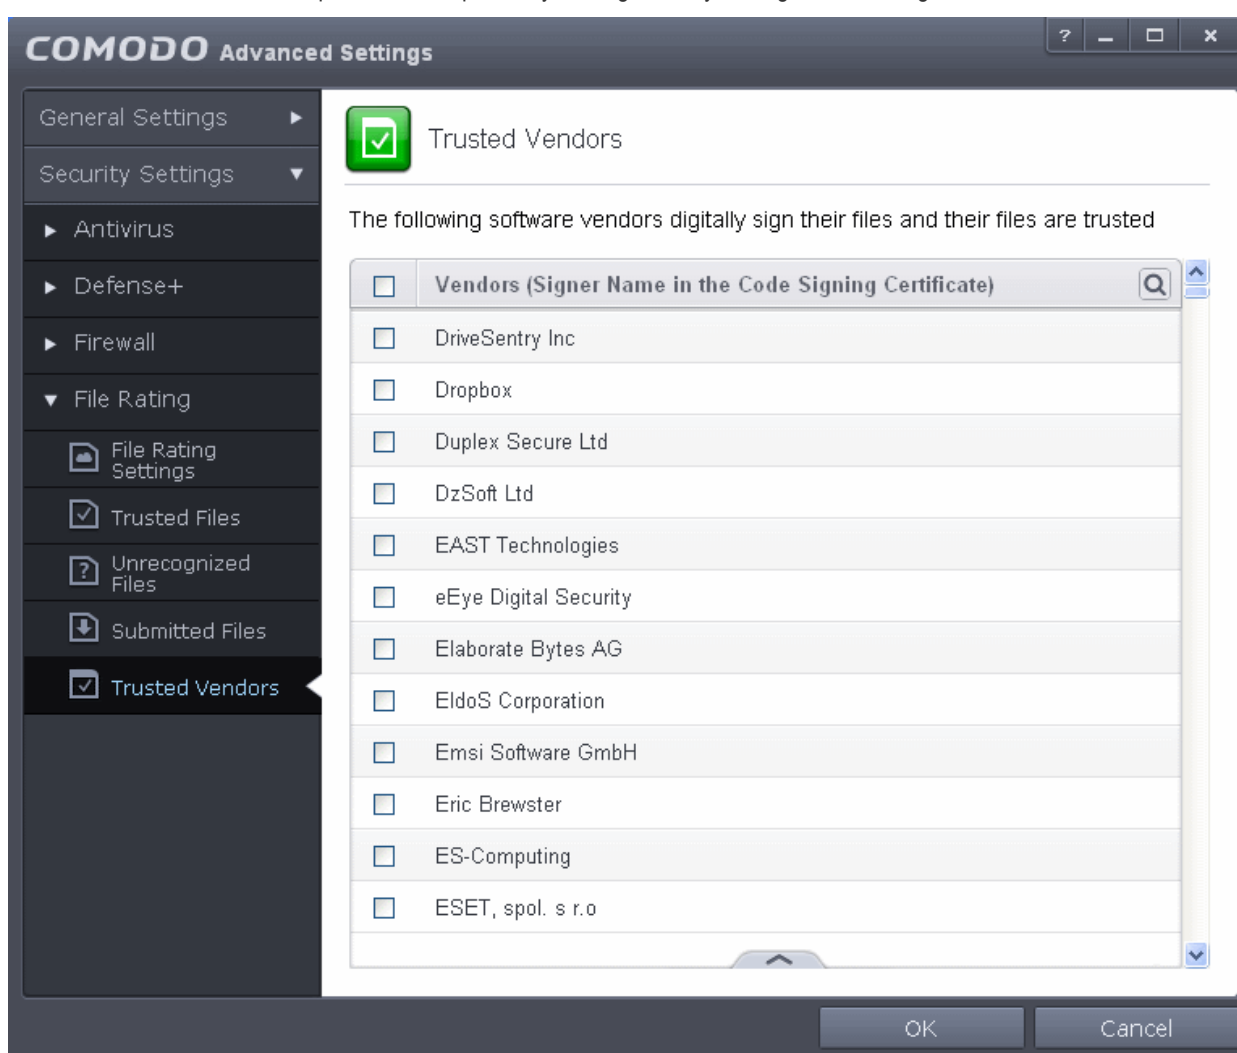 COMODO Advanced Settings
?
General Settings
Security Settings
Antivirus
Defense+
Firewall
File Rating
File Rating
Settings
Trusted Files
Unrecognized
Files
Submitted Files
Trusted Vendors
Trusted Vendors
The following software vendors digitally sign their files and their files are trusted
Vendors (Signer Name in the Code Signing Certificate)
DriveSentry Inc
Dropbox
Duplex Secure Ltd
DzSoft Ltd
EAST Technologies
eEye Digital Security
Elaborate Bytes AG
EldoS Corporation
Emsi Software GmbH
Eric Brewster
ES-Computing
ESET, spol. s r.o
OK
Cancel